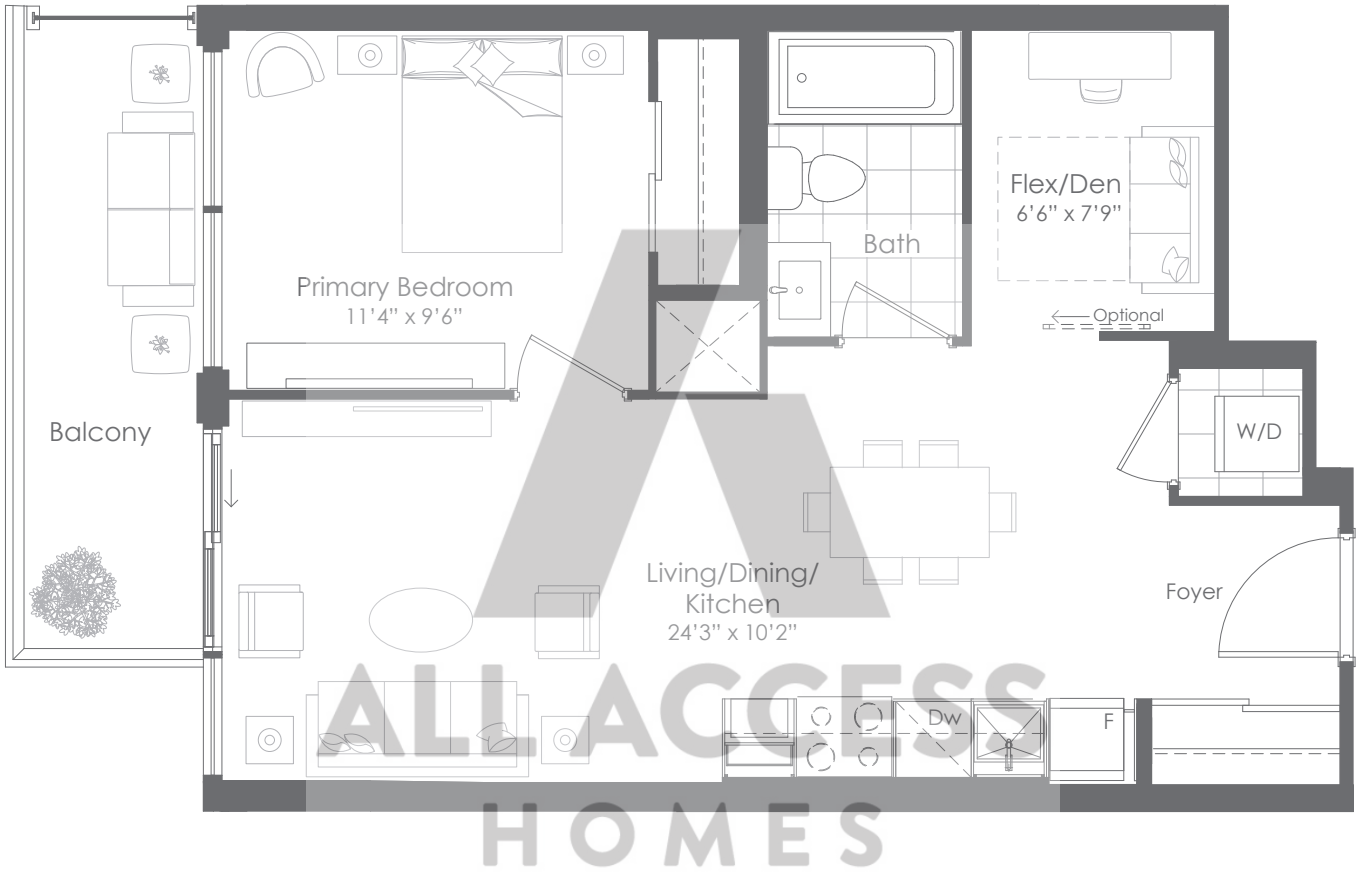 Flex/Den
6’6” x 7’9”
Bath
Primary Bedroom
11’4” x 9’6”
Optional
Balcony
W/D
Living/Dining/
Kitchen
24’3” x 10’2”
Foyer
Dw
F
ALL ACCESS
HOMES